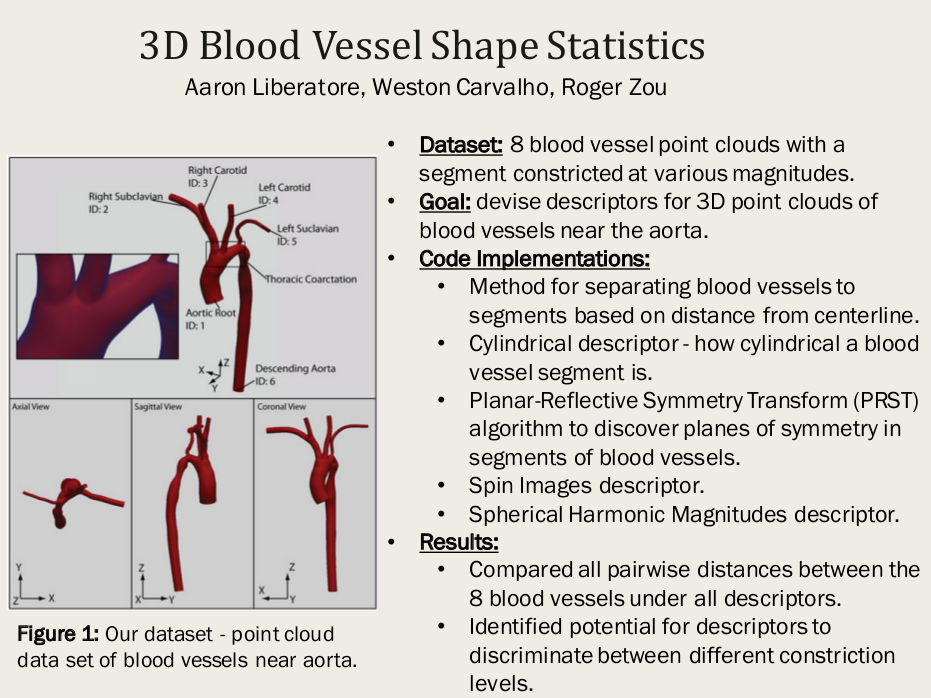 3D Blood Vessel Shape Statistics
Aaron Liberatore, Weston Carvalho, Roger Zou
Right Carotid
ID: 3
Left Carotid
ID: 4
Right Subclavian
ID: 2
Left Suclavian
ID: 5
Thoracic Coarctation
Aortic Root
ID: 1
Z
X
Y
Descending Aorta
ID: 6
Axial View
Y
Z
X
Sagittal View
Z
X
Y
Coronal View
Z
X
Y
Figure 1: Our dataset - point cloud
data set of blood vessels near aorta.
• Dataset: 8 blood vessel point clouds with a
segment constricted at various magnitudes.
• Goal: devise descriptors for 3D point clouds of
blood vessels near the aorta.
• Code Implementations:
• Method for separating blood vessels to
segments based on distance from centerline.
• Cylindrical descriptor - how cylindrical a blood
vessel segment is.
• Planar-Reflective Symmetry Transform (PRST)
algorithm to discover planes of symmetry in
segments of blood vessels.
• Spin Images descriptor.
• Spherical Harmonic Magnitudes descriptor.
• Results:
• Compared all pairwise distances between the
8 blood vessels under all descriptors.
• Identified potential for descriptors to
discriminate between different constriction
levels.